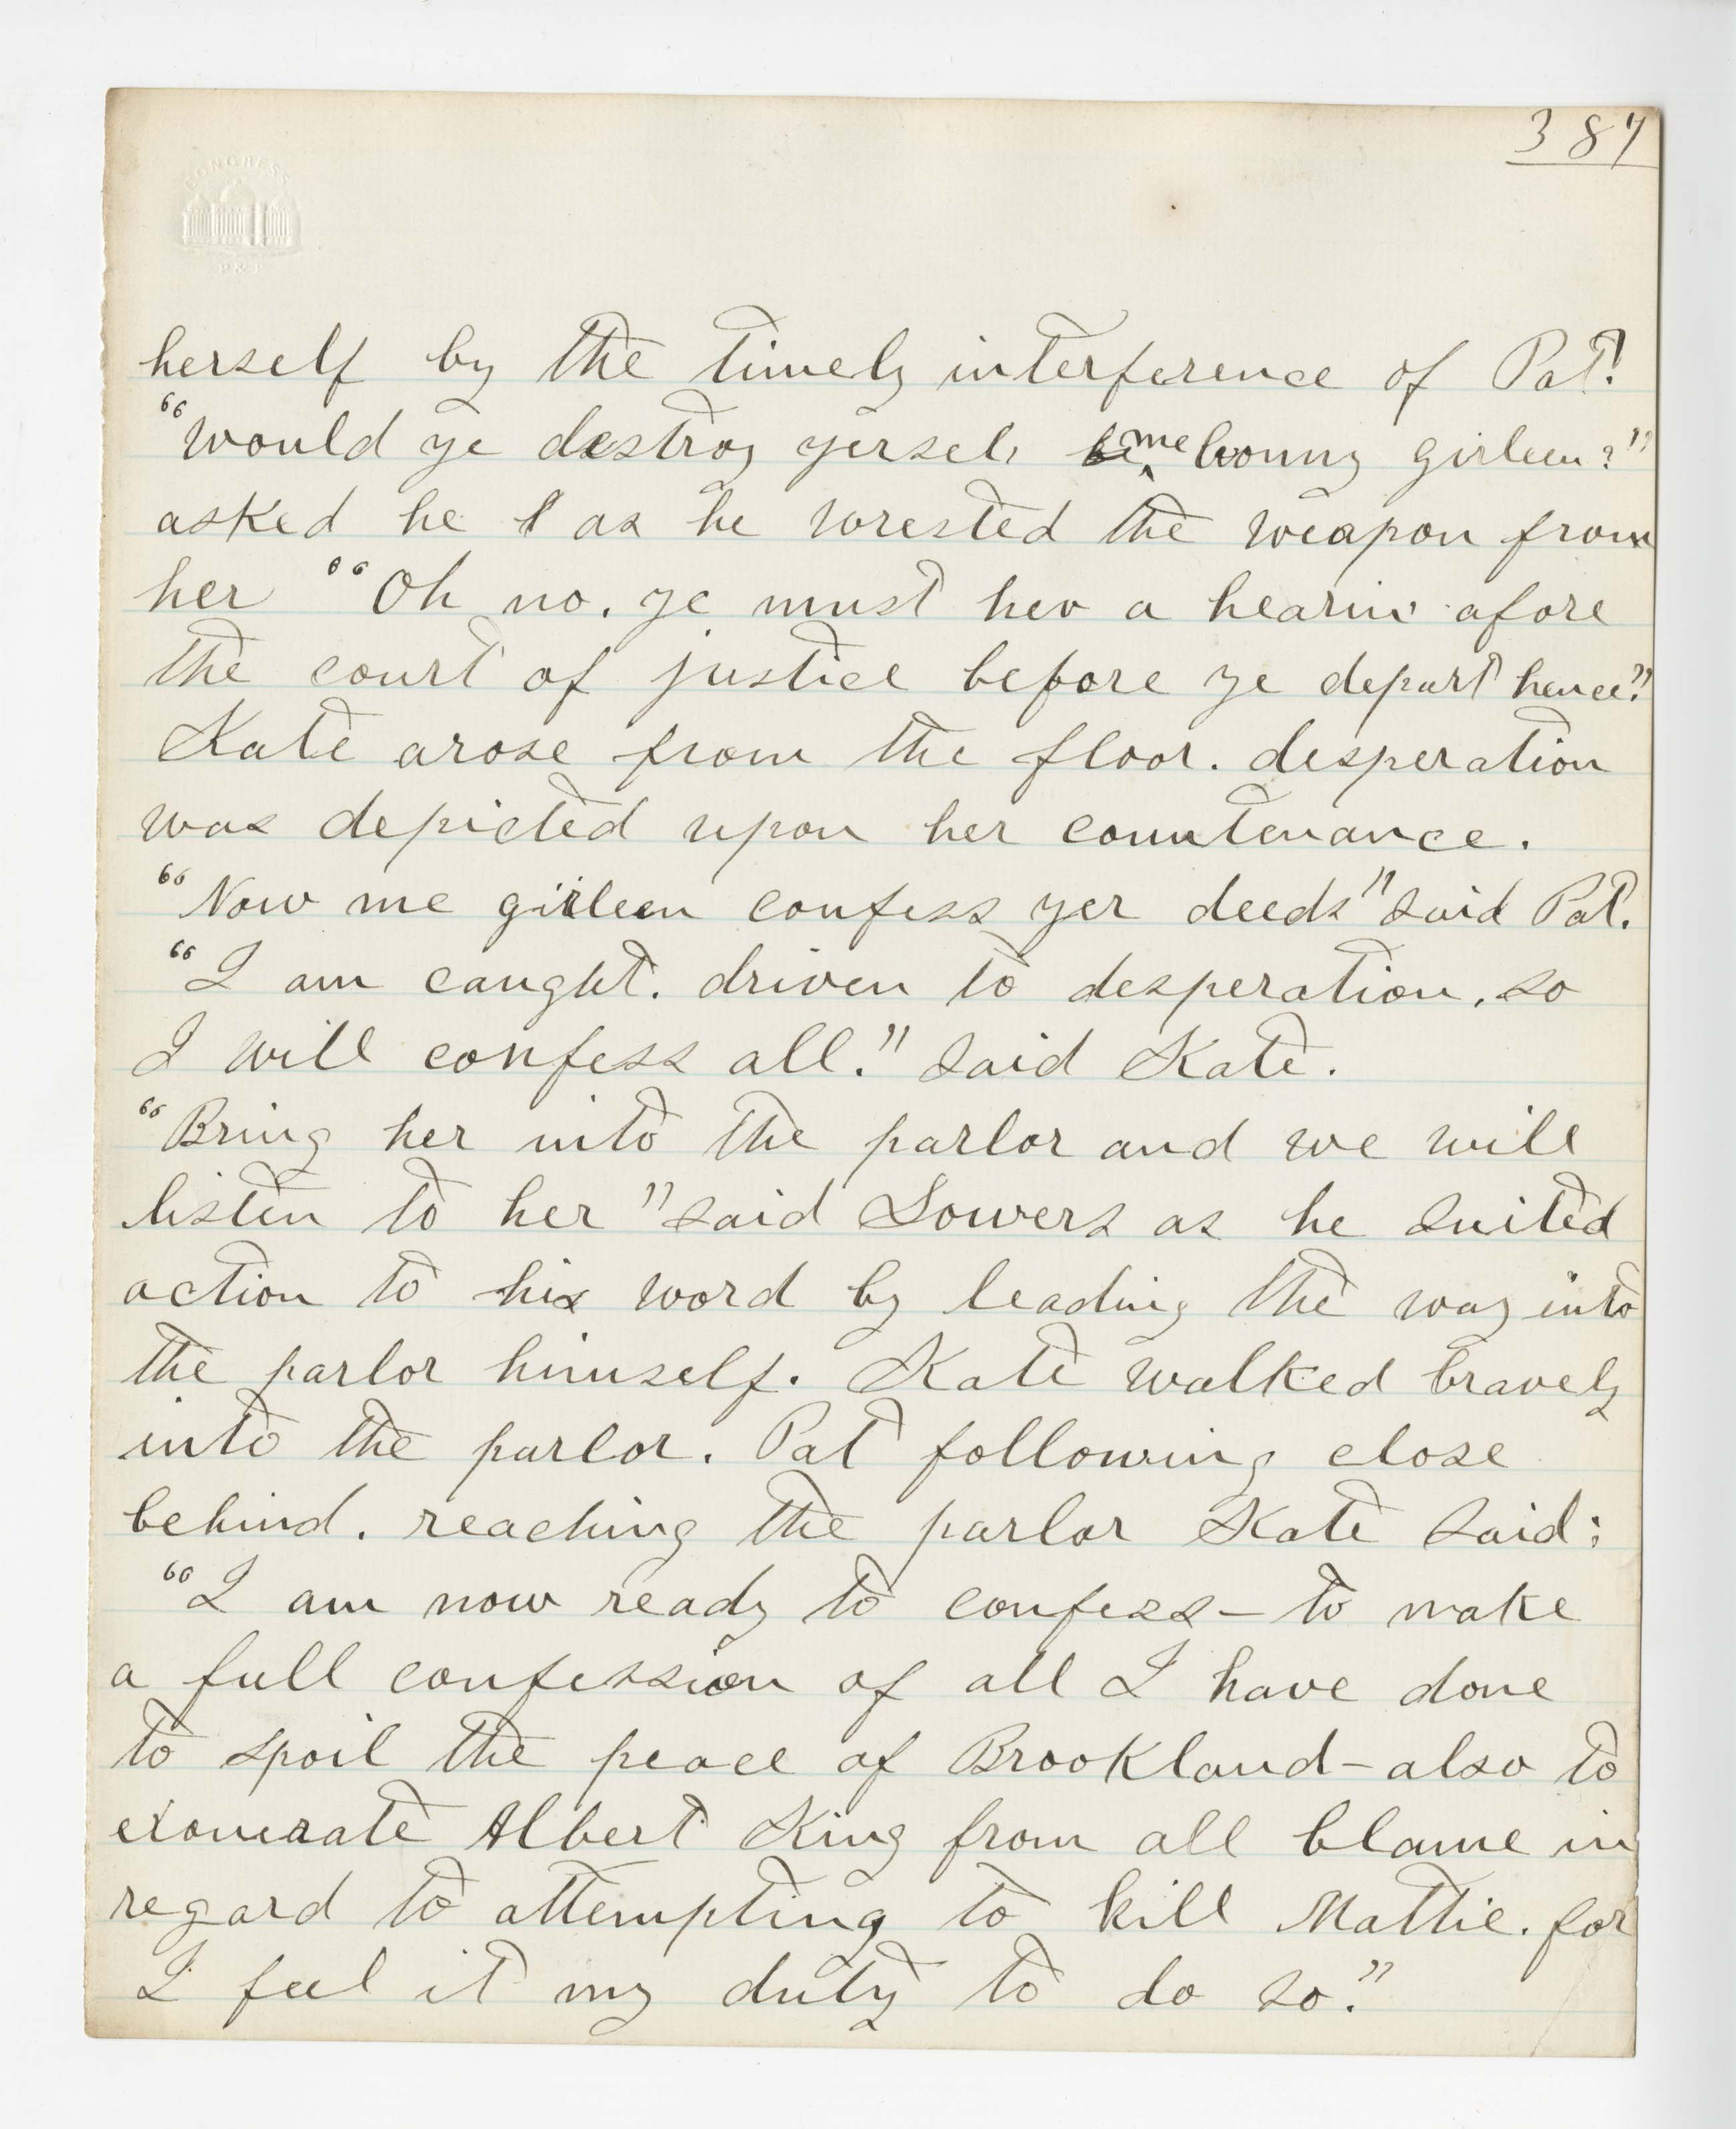 387
CONGRESS
P & P
herself by the timely interference of Pat.
"Would ye destroy yersel' me bonny girleen?"
asked he as he wrested the weapon from
her "Oh no. ye must hev a hearin' afore
the court of justice before ye depart hence."
Kate arose from the floor. desperation
was depicted upon her countenance.
"Now me girleen confess yer deeds" said Pat.
"I am caught. driven to desperation, so
I will confess all." said Kate.
"Bring her into the parlor and we will
listen to her" said Sowers as he suited
action to his word by leading the way into
the parlor himself. Kate walked bravely
into the parlor. Pat following close
behind. reaching the parlor Kate said:
"I am now ready to confess – to make
a full confession of all I have done
to spoil the peace of Brookland – also to
exonerate Albert King from all blame in
regard to attempting to kill Mattie. for
I feel it my duty to do so."